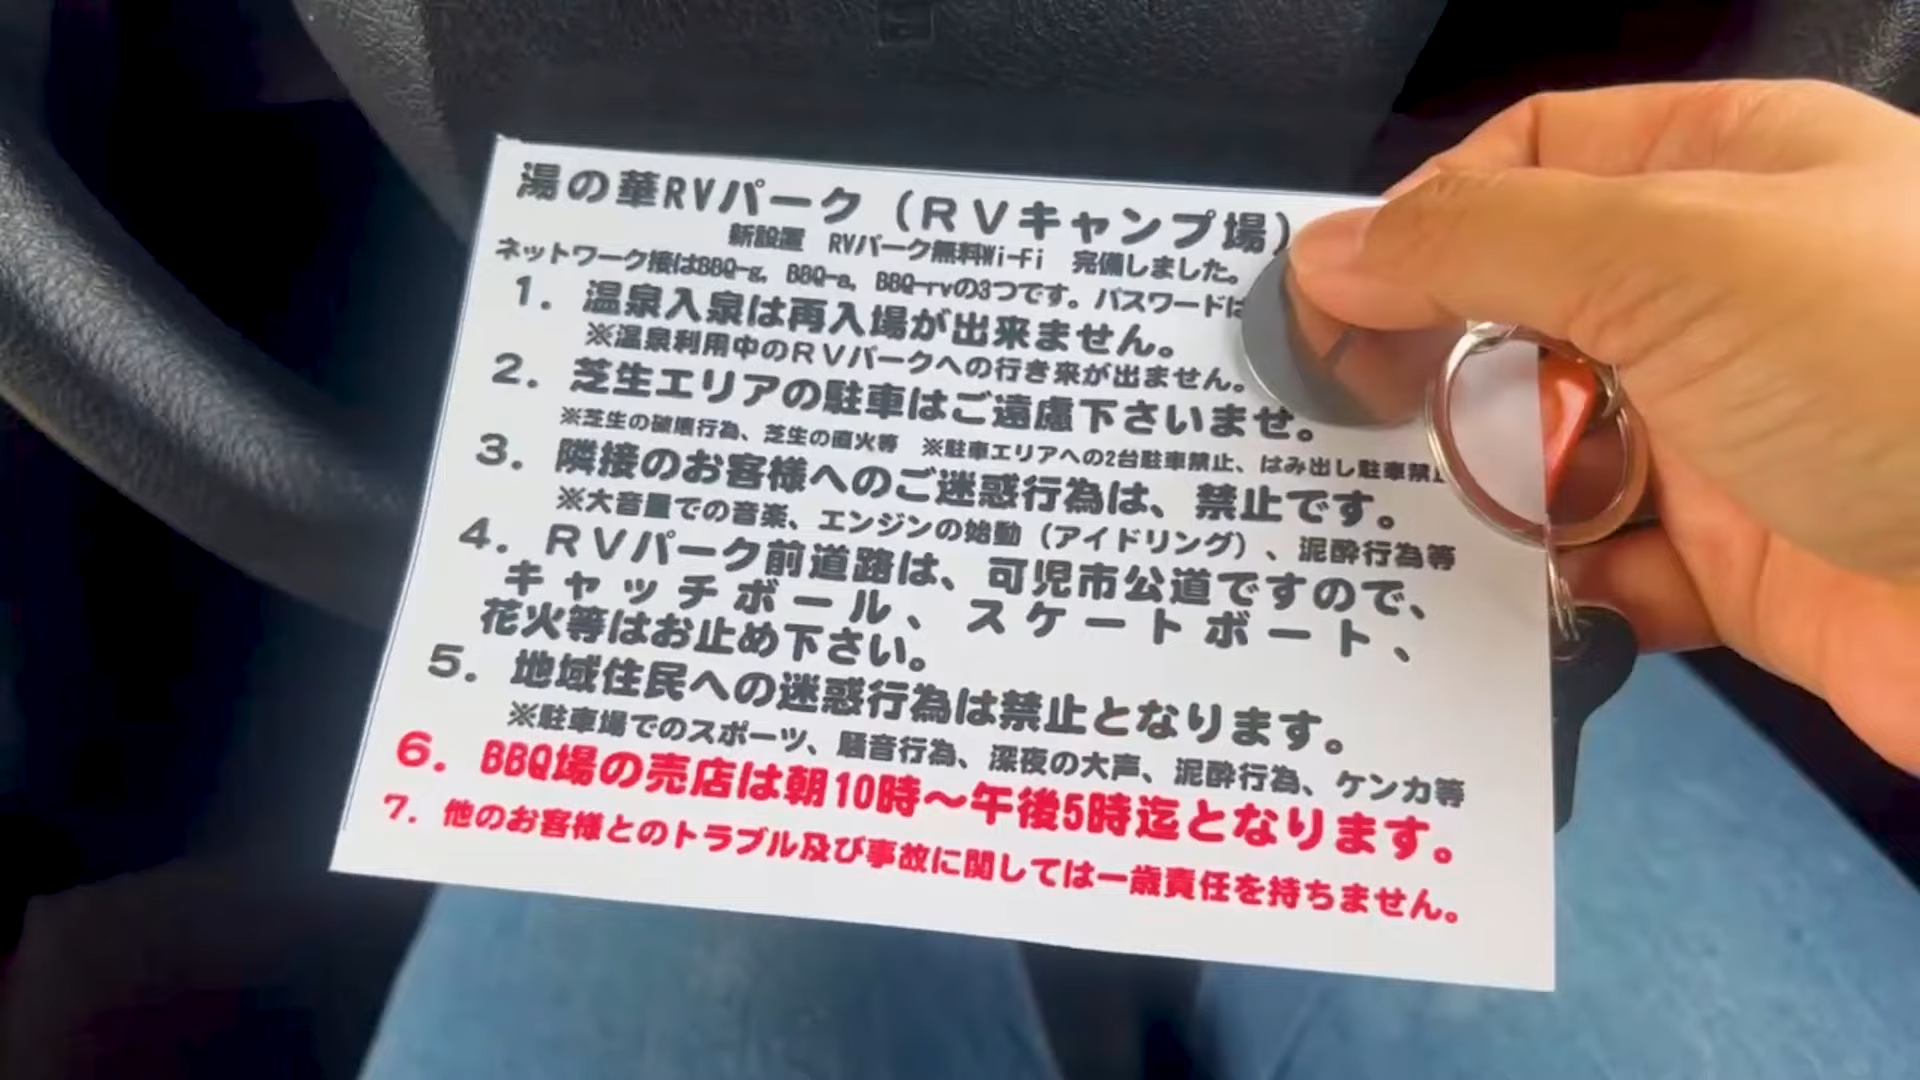 湯の華RVパーク（ＲＶキャンプ場）
新設置　RVパーク無料Wi-Fi　完備しました。
ネットワーク接はBBQ-g, BBQ-a, BBQ-rvの3つです。パスワードは
１．温泉入泉は再入場が出来ません。
※温泉利用中のＲＶパークへの行き来が出ません。
２．芝生エリアの駐車はご遠慮下さいませ。
※芝生の破壊行為、芝生の直火等　※駐車エリアへの2台駐車禁止、はみ出し駐車禁止
３．隣接のお客様へのご迷惑行為は、禁止です。
※大音量での音楽、エンジンの始動（アイドリング）、泥酔行為等
４．ＲＶパーク前道路は、可児市公道ですので、
キャッチボール、スケートボート、
花火等はお止め下さい。
５．地域住民への迷惑行為は禁止となります。
※駐車場でのスポーツ、騒音行為、深夜の大声、泥酔行為、ケンカ等
６．BBQ場の売店は朝10時～午後5時迄となります。
７．他のお客様とのトラブル及び事故に関しては一歳責任を持ちません。